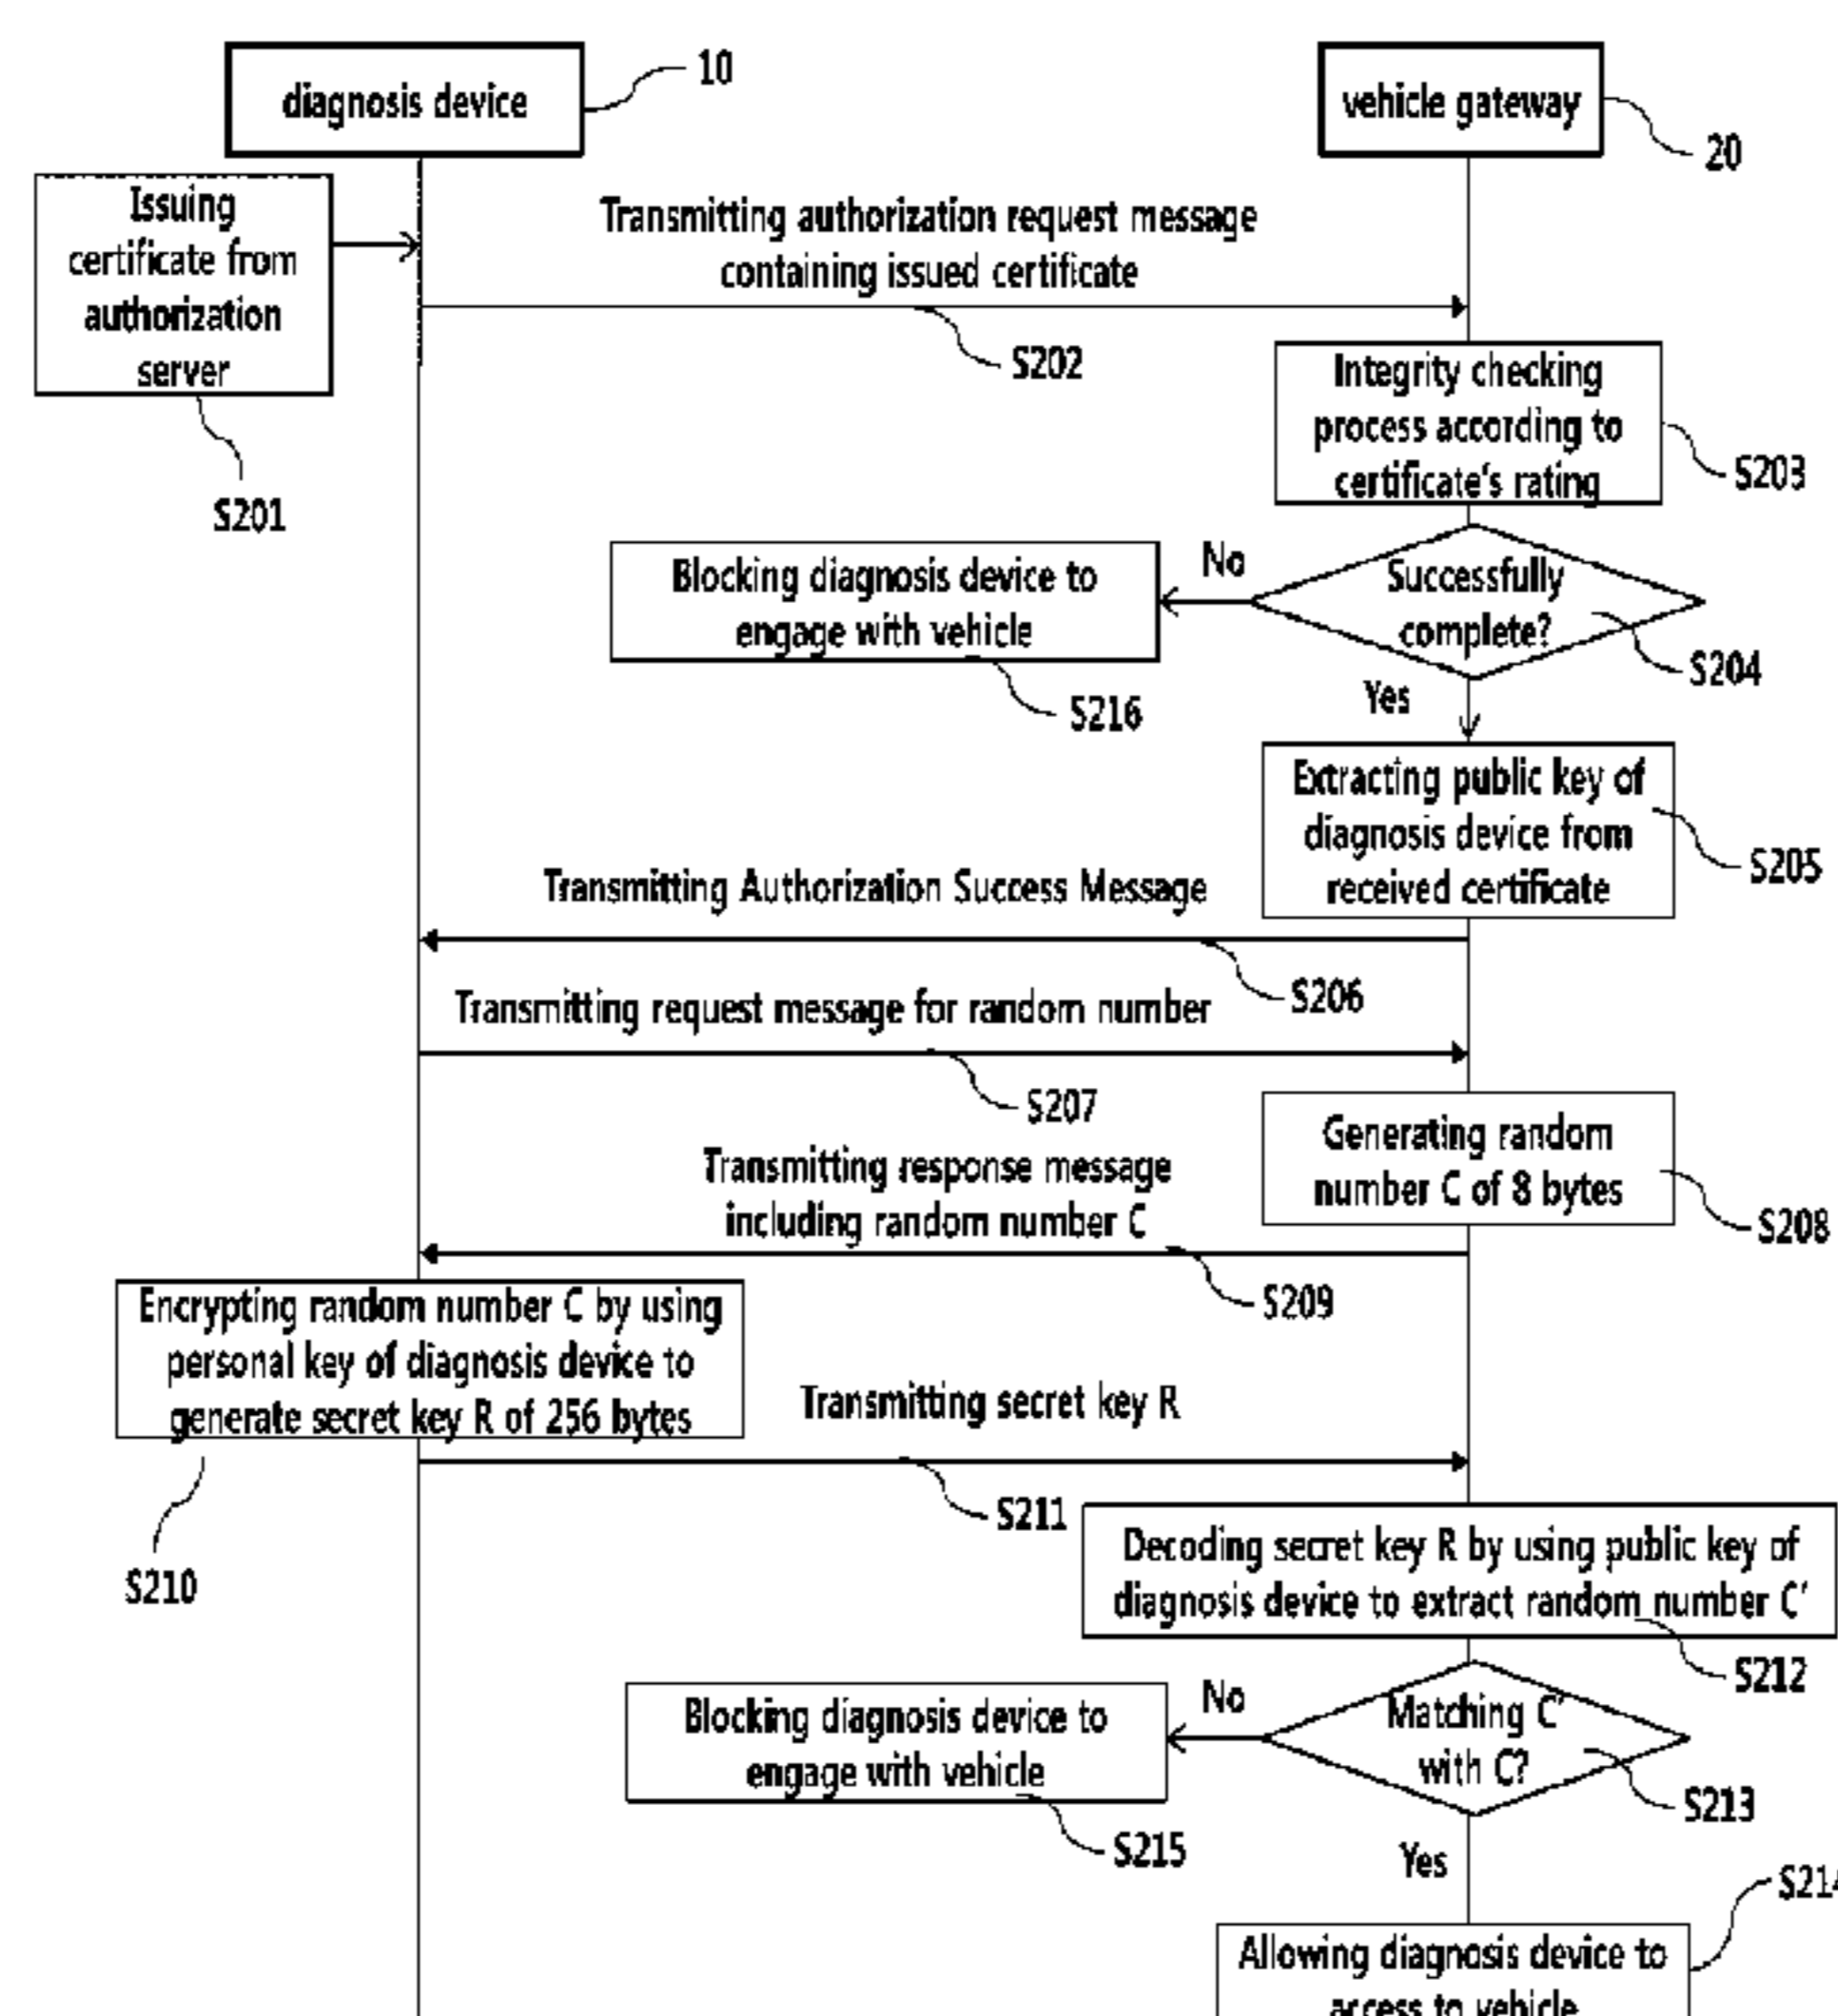 diagnosis device
10
vehicle gateway
20
Issuing
certificate from
authorization
server
S201
Transmitting authorization request message
containing issued certificate
S202
Integrity checking
process according to
certificate's rating
S203
Successfully
complete?
S204
No
Blocking diagnosis device to
engage with vehicle
S216
Yes
Extracting public key of
diagnosis device from
received certificate
S205
Transmitting Authorization Success Message
S206
Transmitting request message for random number
S207
Generating random
number C of 8 bytes
S208
Transmitting response message
including random number C
S209
Encrypting random number C by using
personal key of diagnosis device to
generate secret key R of 256 bytes
S210
Transmitting secret key R
S211
Decoding secret key R by using public key of
diagnosis device to extract random number C'
S212
Matching C'
with C?
S213
No
Blocking diagnosis device to
engage with vehicle
S215
Yes
S214
Allowing diagnosis device to
access to vehicle